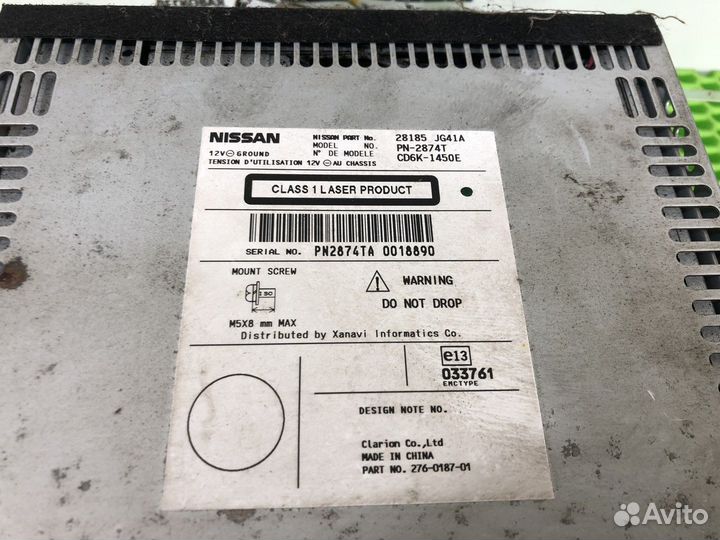 NISSAN NISSAN PART No. 28185 JG41A
MODEL NO. PN-2874T
12V ⊖ GROUND N° DE MODELE CD6K-1450E
TENSION D'UTILISATION 12V ⊖ AU CHASSIS
CLASS 1 LASER PRODUCT
SERIAL NO. PN2874TA 0018890
MOUNT SCREW
ISO
M5X8 mm MAX
WARNING
DO NOT DROP
Distributed by Xanavi Informatics Co.
e13
033761
EMCTYPE
DESIGN NOTE NO.
Clarion Co.,Ltd
MADE IN CHINA
PART NO. 276-0187-01
Avito